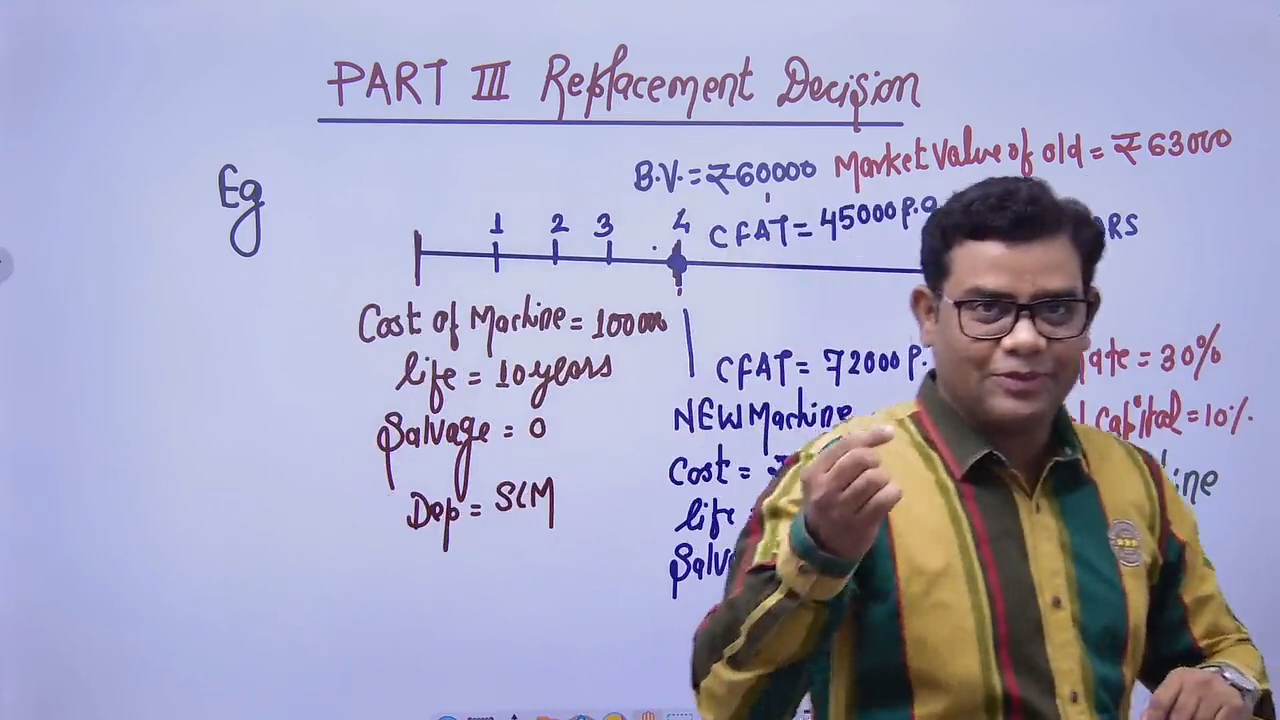 PART III Replacement Decision
Eg
B.V. = ₹60000 Market Value of old = ₹63000
1 2 3 4 CFAT = 45000 p.a
Cost of Machine = 100000
life = 10 years
Salvage = 0
Dep = SLM
CFAT = 72000 p.
= 30%
NEW Machine
Capital = 10%.
Cost =
life